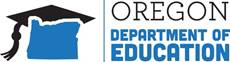 OREGON
DEPARTMENT OF
EDUCATION